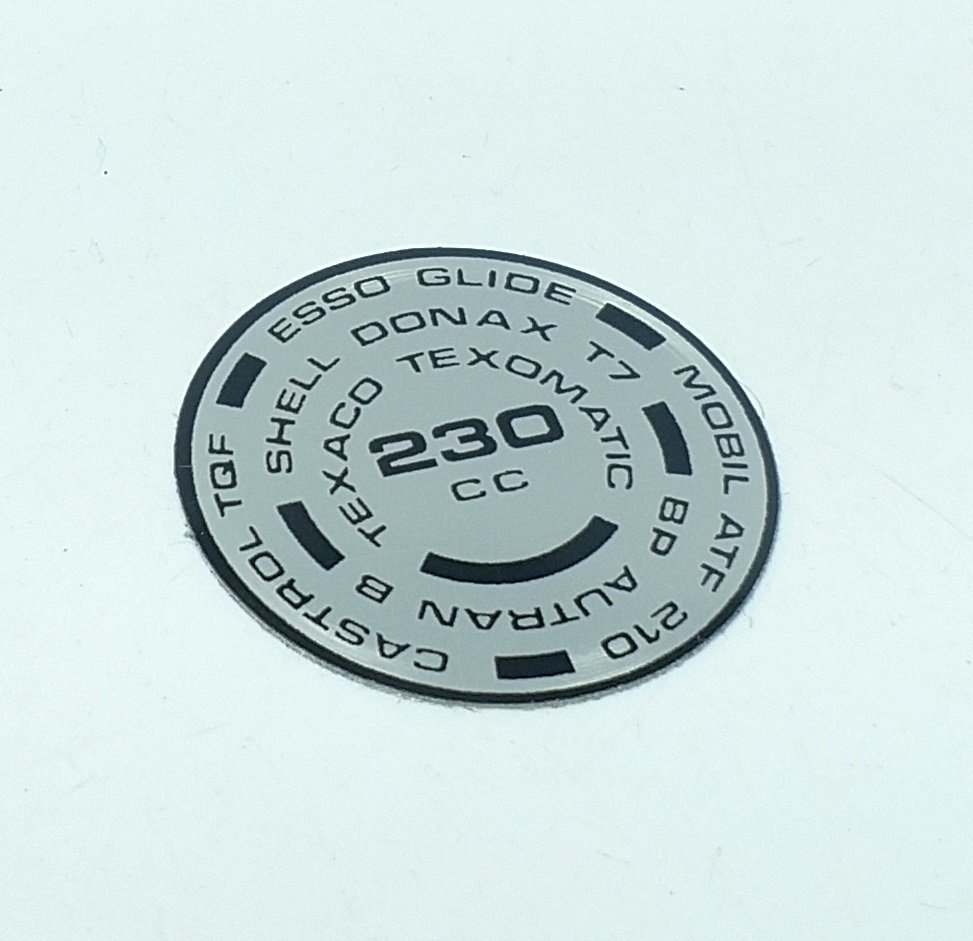 ESSO GLIDE
MOBIL ATF 210
CASTROL TQF
SHELL DONAX T7
BP AUTRAN B
TEXACO TEXOMATIC
230
CC